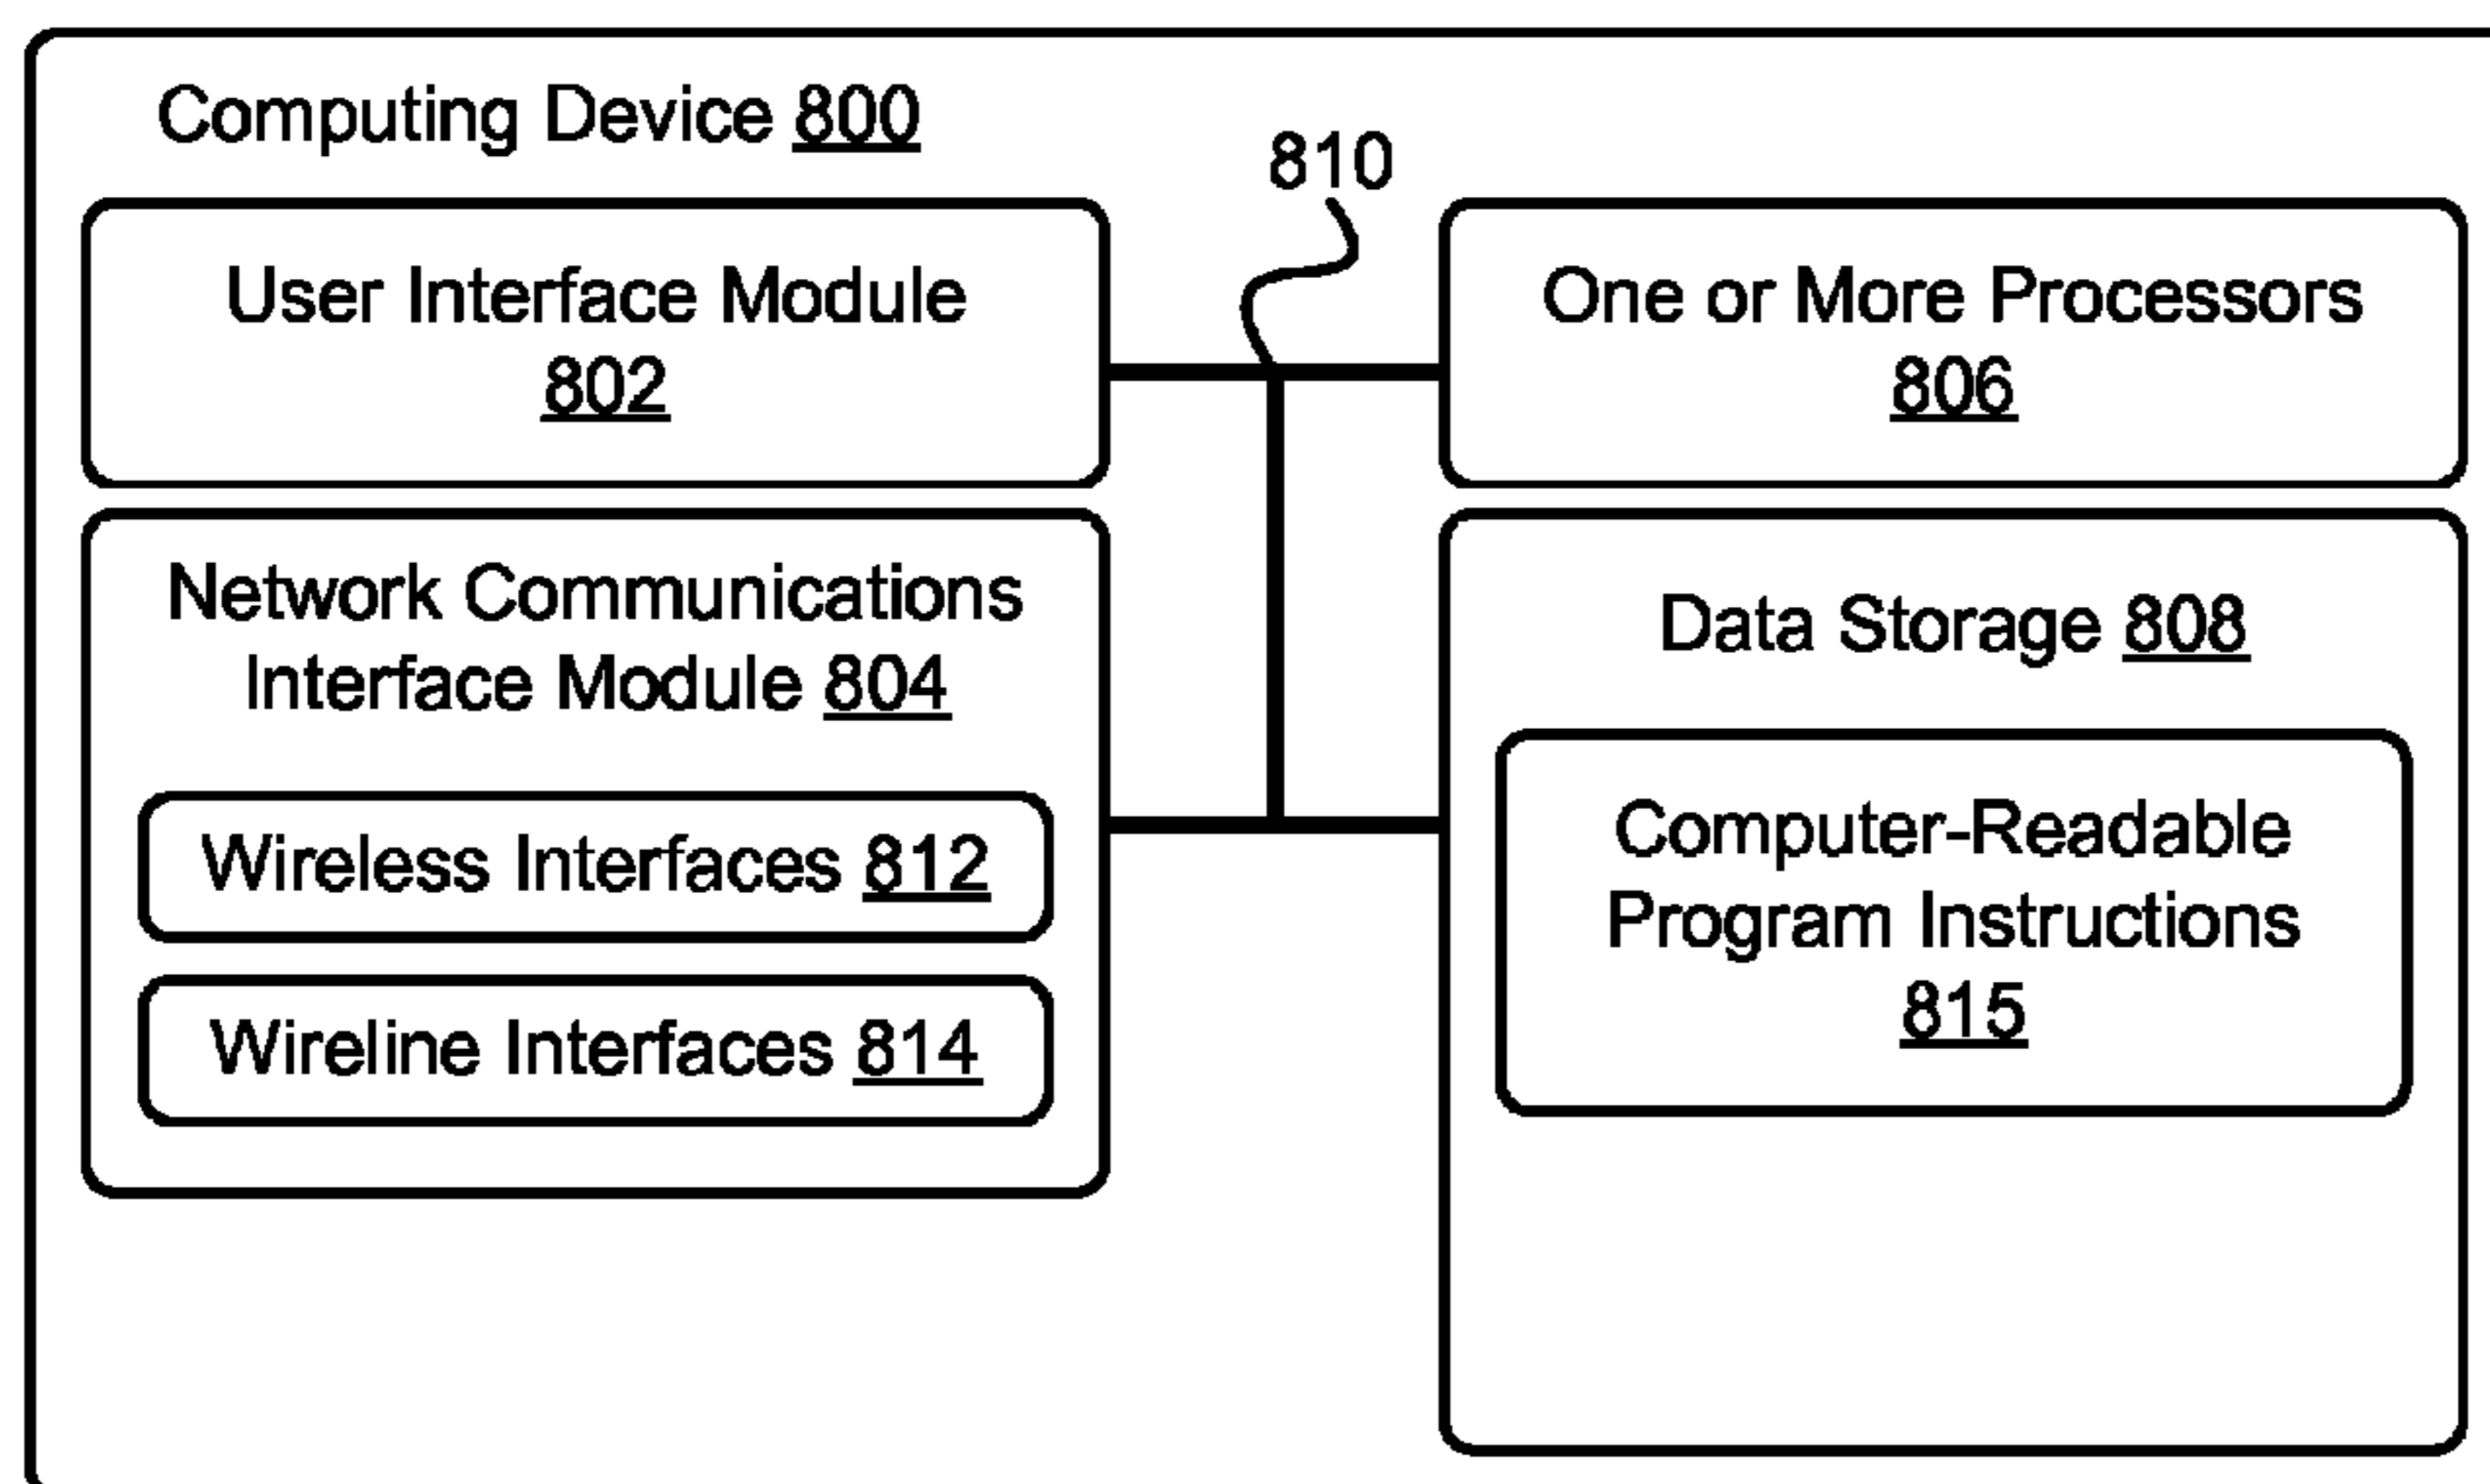 Computing Device 800
810
User Interface Module
802
One or More Processors
806
Network Communications
Interface Module 804
Wireless Interfaces 812
Wireline Interfaces 814
Data Storage 808
Computer-Readable
Program Instructions
815